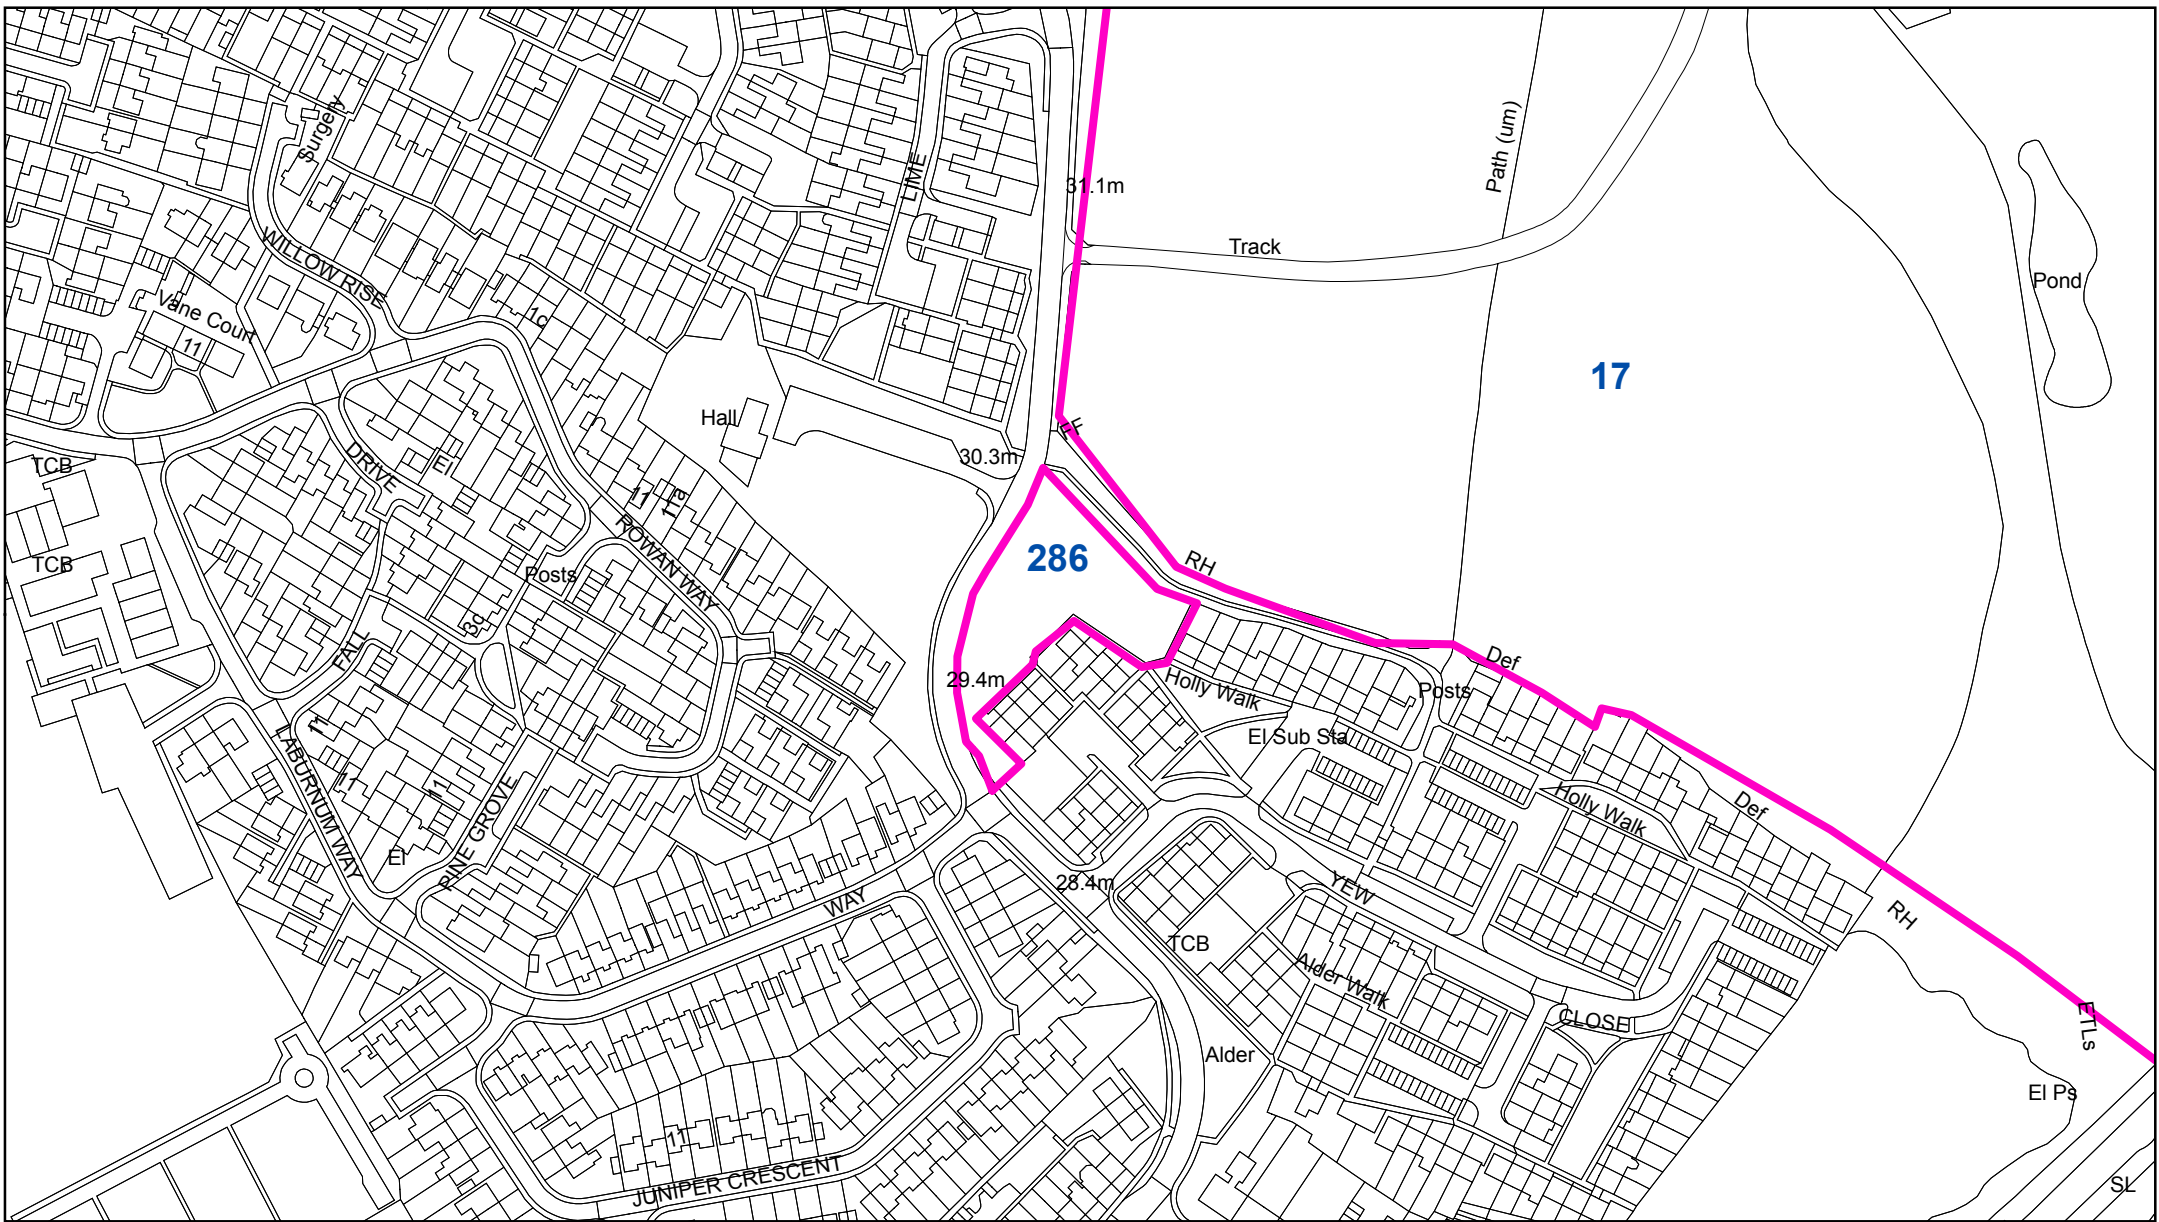 Surgery
LIME
31.1m
Path (um)
Track
Pond
WILLOW RISE
Vane Court
11
1c
17
Hall
FF
30.3m
TCB
DRIVE
El
11
11a
ROWAN WAY
286
RH
TCB
Posts
3c
FALL
29.4m
Holly Walk
Def
Posts
El Sub Sta
11
LABURNUM WAY
11
11
PINE GROVE
El
Holly Walk
Def
28.4m
YEW
WAY
RH
TCB
Alder Walk
CLOSE
ETLs
Alder
El Ps
11
JUNIPER CRESCENT
SL